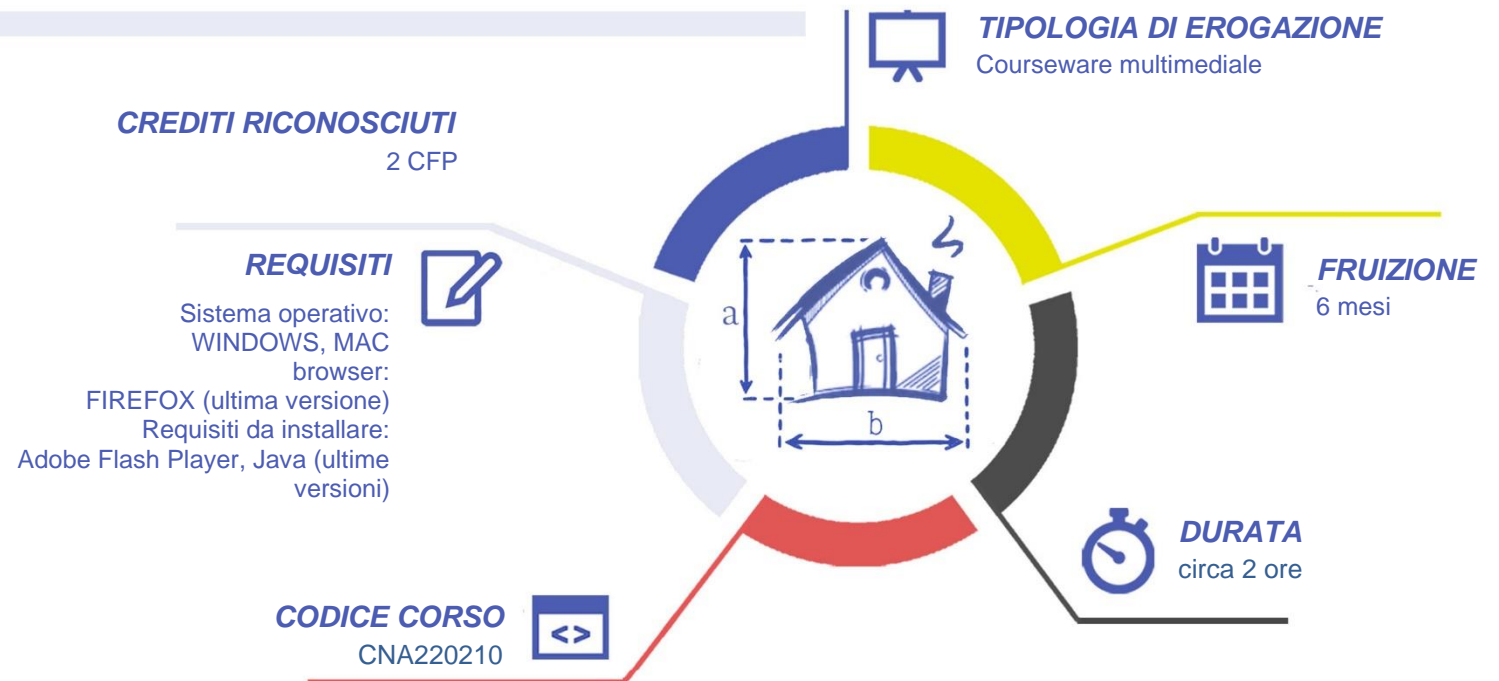 TIPOLOGIA DI EROGAZIONE
Courseware multimediale
CREDITI RICONOSCIUTI
2 CFP
REQUISITI
Sistema operativo:
WINDOWS, MAC
browser:
FIREFOX (ultima versione)
Requisiti da installare:
Adobe Flash Player, Java (ultime
versioni)
a
b
FRUIZIONE
6 mesi
DURATA
circa 2 ore
CODICE CORSO
<>
CNA220210